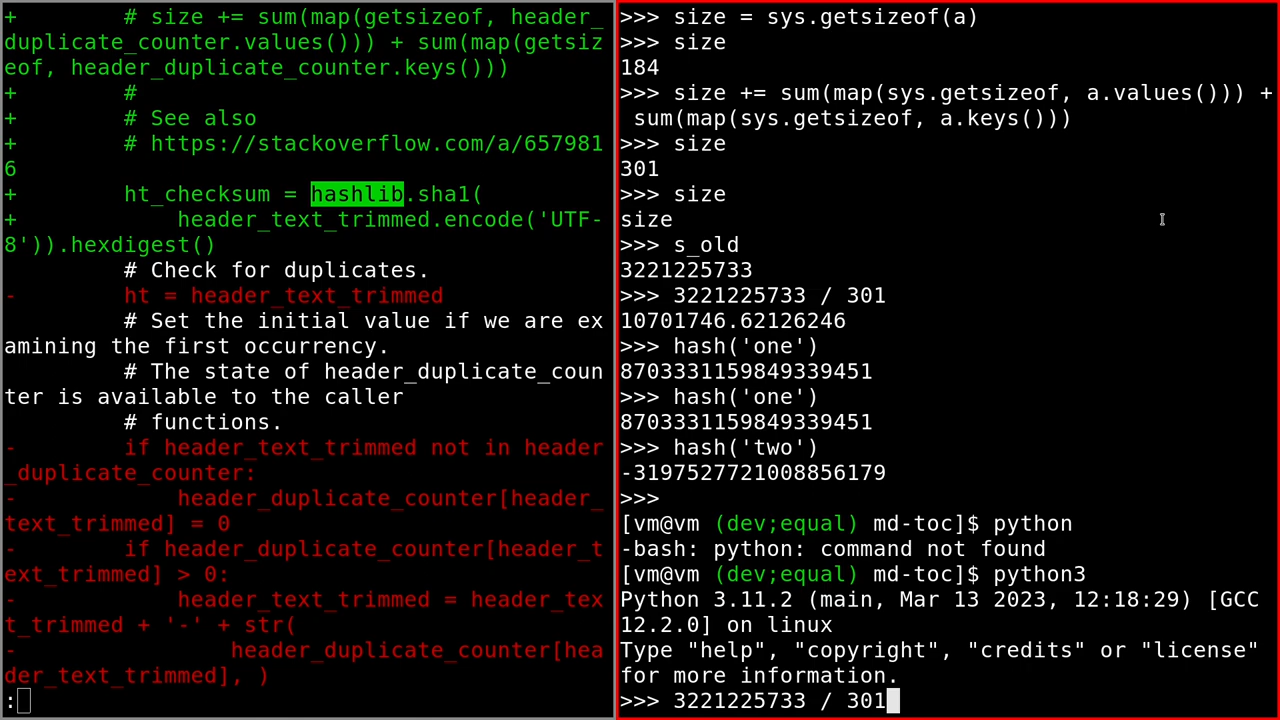 +        # size += sum(map(getsizeof, header_
duplicate_counter.values())) + sum(map(getsiz
eof, header_duplicate_counter.keys()))
+        #
+        # See also
+        # https://stackoverflow.com/a/657981
6
+        ht_checksum = hashlib.sha1(
+            header_text_trimmed.encode('UTF-
8')).hexdigest()
         # Check for duplicates.
-        ht = header_text_trimmed
         # Set the initial value if we are ex
amining the first occurrency.
         # The state of header_duplicate_coun
ter is available to the caller
         # functions.
-        if header_text_trimmed not in header
_duplicate_counter:
-            header_duplicate_counter[header_
text_trimmed] = 0
-        if header_duplicate_counter[header_t
ext_trimmed] > 0:
-            header_text_trimmed = header_tex
t_trimmed + '-' + str(
-                header_duplicate_counter[hea
der_text_trimmed], )
:
>>> size = sys.getsizeof(a)
>>> size
184
>>> size += sum(map(sys.getsizeof, a.values())) +
 sum(map(sys.getsizeof, a.keys()))
>>> size
301
>>> size
size
>>> s_old
3221225733
>>> 3221225733 / 301
10701746.62126246
>>> hash('one')
8703331159849339451
>>> hash('one')
8703331159849339451
>>> hash('two')
-3197527721008856179
>>>
[vm@vm (dev;equal) md-toc]$ python
-bash: python: command not found
[vm@vm (dev;equal) md-toc]$ python3
Python 3.11.2 (main, Mar 13 2023, 12:18:29) [GCC
12.2.0] on linux
Type "help", "copyright", "credits" or "license"
for more information.
>>> 3221225733 / 301